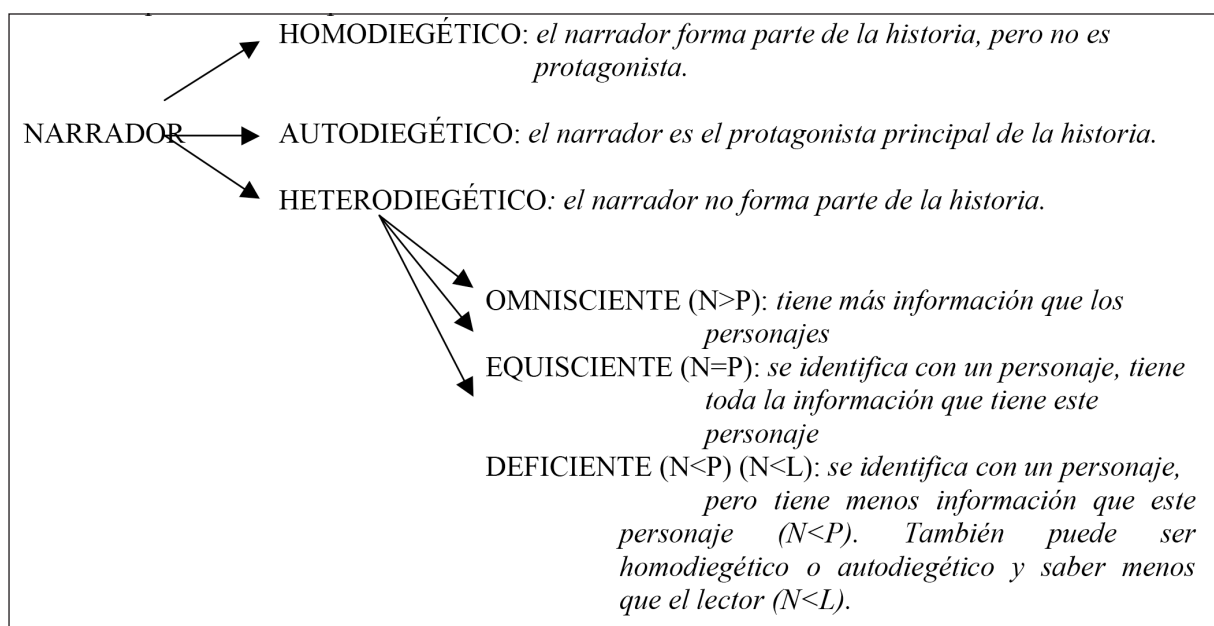 HOMODIEGÉTICO: el narrador forma parte de la historia, pero no es
protagonista.
NARRADOR
AUTODIEGÉTICO: el narrador es el protagonista principal de la historia.
HETERODIEGÉTICO: el narrador no forma parte de la historia.
OMNISCIENTE (N>P): tiene más información que los
personajes
EQUISCIENTE (N=P): se identifica con un personaje, tiene
toda la información que tiene este
personaje
DEFICIENTE (N<P) (N<L): se identifica con un personaje,
pero tiene menos información que este
personaje (N<P). También puede ser
homodiegético o autodiegético y saber menos
que el lector (N<L).